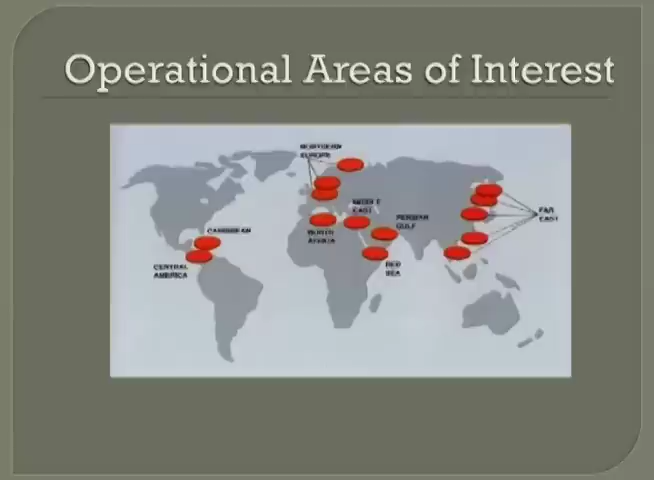 Operational Areas of Interest
NORTHERN
EUROPE
MIDDLE
EAST
PERSIAN
GULF
FAR
EAST
NORTH
AFRICA
CARIBBEAN
CENTRAL
AMERICA
RED
SEA